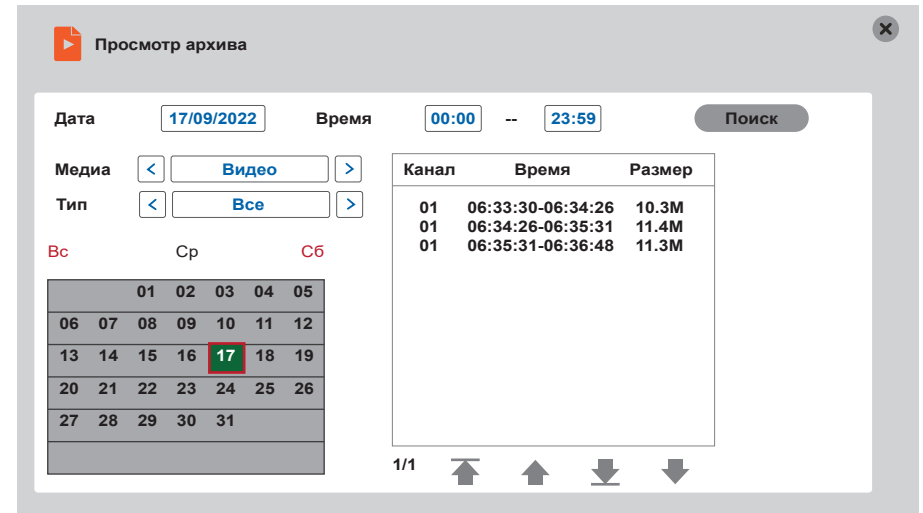 Просмотр архива
Дата 17/09/2022 Время 00:00 -- 23:59 Поиск
Медиа < Видео >
Тип < Все >
Вс Ср Сб
01 02 03 04 05
06 07 08 09 10 11 12
13 14 15 16 17 18 19
20 21 22 23 24 25 26
27 28 29 30 31
Канал Время Размер
01 06:33:30-06:34:26 10.3M
01 06:34:26-06:35:31 11.4M
01 06:35:31-06:36:48 11.3M
1/1